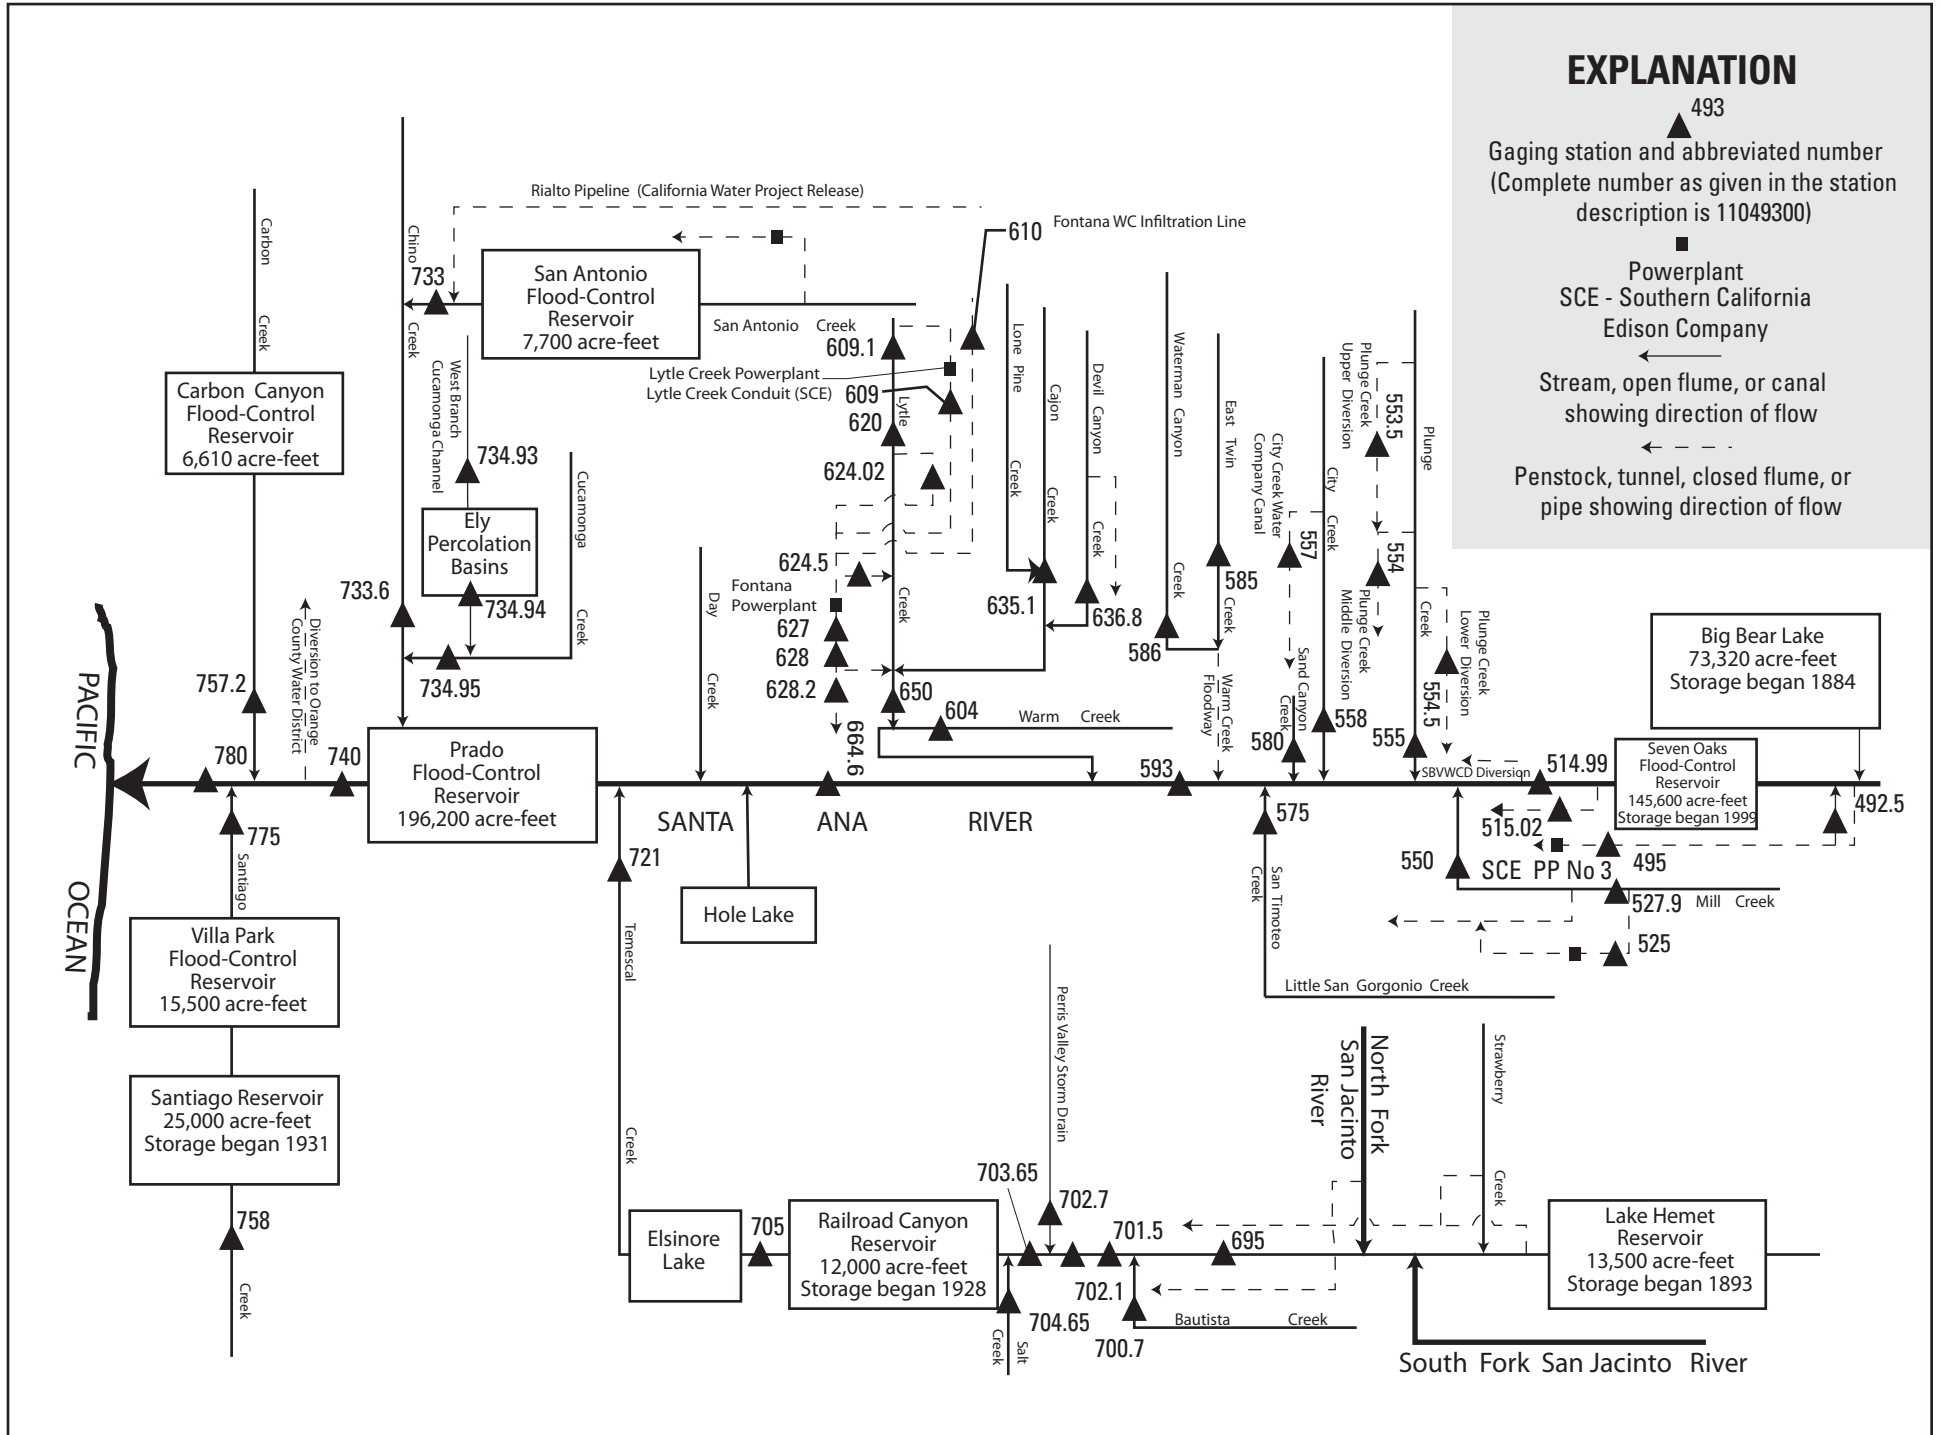 EXPLANATION
493
Gaging station and abbreviated number
(Complete number as given in the station
description is 11049300)
Powerplant
SCE - Southern California
Edison Company
Stream, open flume, or canal
showing direction of flow
Penstock, tunnel, closed flume, or
pipe showing direction of flow
Rialto Pipeline (California Water Project Release)
Fontana WC Infiltration Line
610
Carbon
Creek
Chino
Creek
733
San Antonio
Flood-Control
Reservoir
7,700 acre-feet
San Antonio Creek
609.1
Lytle Creek Powerplant
Lytle Creek Conduit (SCE)
609
620
624.02
Lytle
Creek
Lone Pine
Creek
Cajon
Creek
Devil Canyon
Creek
Waterman Canyon
Creek
East Twin
Creek
City Creek Water
Company Canal
City
Creek
Plunge Creek
Upper Diversion
553.5
Plunge
Creek
Carbon Canyon
Flood-Control
Reservoir
6,610 acre-feet
West Branch
Cucamonga Channel
734.93
Cucamonga
Creek
Ely
Percolation
Basins
734.94
733.6
734.95
624.5
Fontana
Powerplant
627
628
628.2
635.1
636.8
585
586
557
554
Plunge Creek
Middle Diversion
Plunge Creek
Lower Diversion
554.5
Big Bear Lake
73,320 acre-feet
Storage began 1884
Day
Creek
650
604
Warm Creek
664.6
Warm Creek
Floodway
Sand Canyon
Creek
580
558
555
757.2
Diversion to Orange
County Water District
PACIFIC
OCEAN
780
740
Prado
Flood-Control
Reservoir
196,200 acre-feet
593
SBVWCD Diversion
514.99
Seven Oaks
Flood-Control
Reservoir
145,600 acre-feet
Storage began 1999
492.5
SANTA ANA RIVER
775
Santiago
721
575
515.02
550
SCE PP No 3
495
527.9
Mill Creek
525
Hole Lake
San Timoteo
Creek
Little San Gorgonio Creek
Villa Park
Flood-Control
Reservoir
15,500 acre-feet
Temescal
Creek
Perris Valley Storm Drain
North Fork
San Jacinto
River
Strawberry
Creek
Santiago Reservoir
25,000 acre-feet
Storage began 1931
758
Creek
Elsinore
Lake
705
Railroad Canyon
Reservoir
12,000 acre-feet
Storage began 1928
703.65
702.7
701.5
695
702.1
704.65
700.7
Salt
Creek
Bautista Creek
Lake Hemet
Reservoir
13,500 acre-feet
Storage began 1893
South Fork San Jacinto River